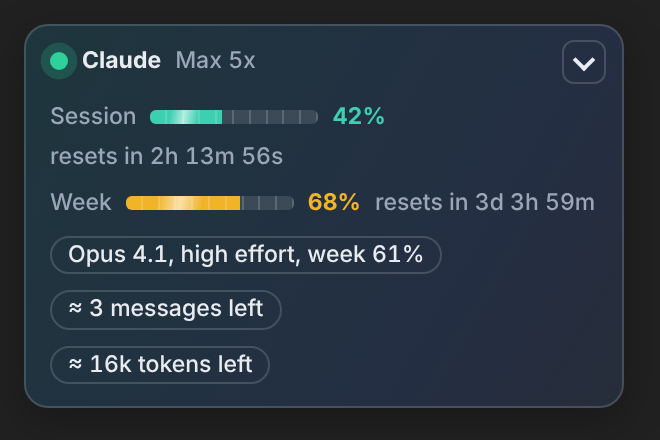 Claude Max 5x
Session 42%
resets in 2h 13m 56s
Week 68% resets in 3d 3h 59m
Opus 4.1, high effort, week 61%
≈ 3 messages left
≈ 16k tokens left